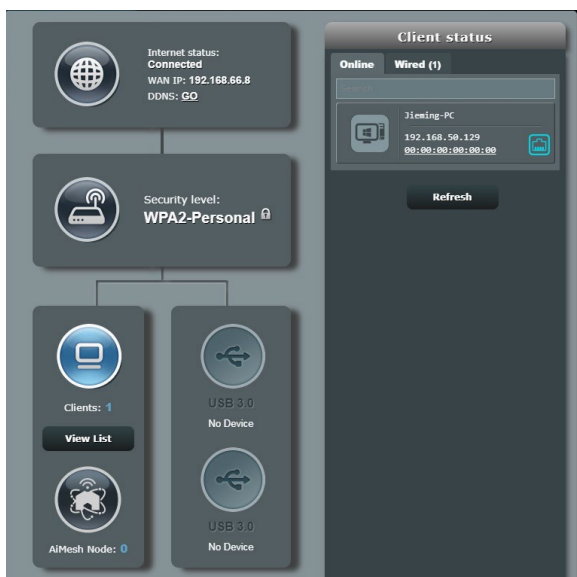 Internet status:
Connected
WAN IP: 192.168.66.8
DDNS: GO
Security level:
WPA2-Personal
Clients: 1
View List
AiMesh Node: 0
USB 3.0
No Device
USB 3.0
No Device
Client status
Online Wired (1)
Search
Jieming-PC
192.168.50.129
00:00:00:00:00:00
Refresh